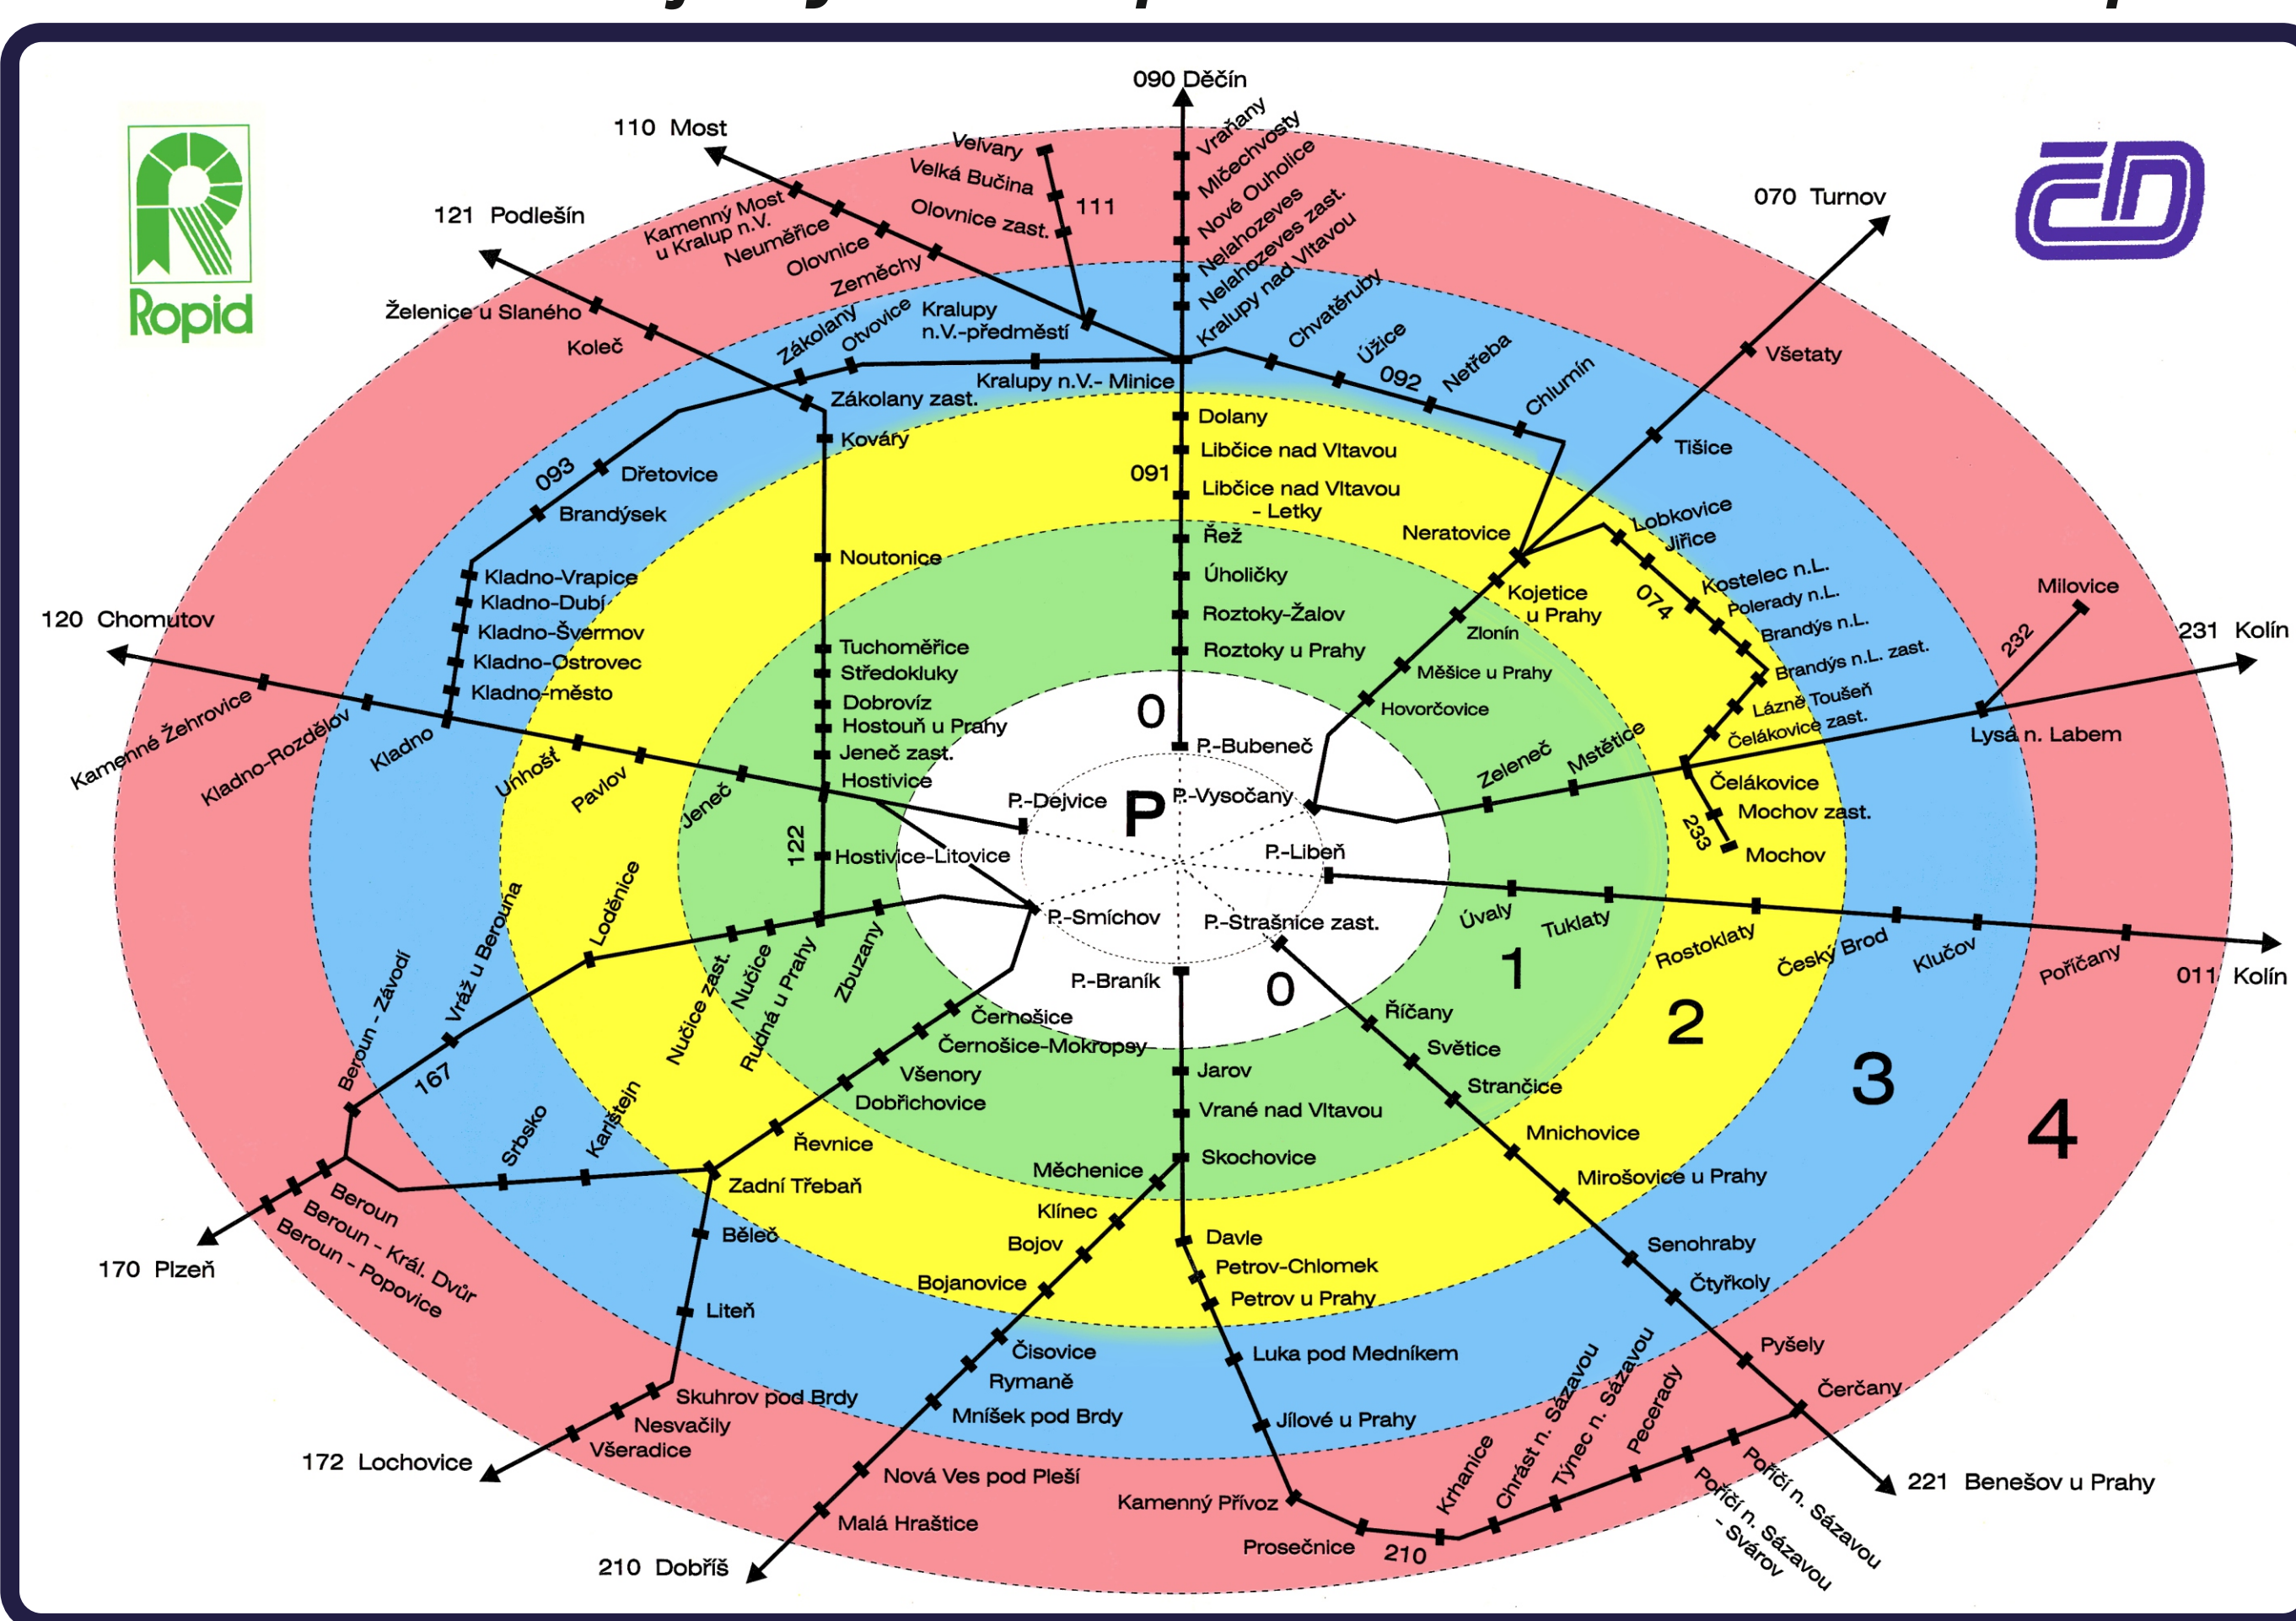 090 Děčín
110 Most
121 Podlešín
070 Turnov
Ropid
ČD
Velvary
Velká Bučina
Olovnice zast.
111
Vraňany
Mlčechvosty
Nové Ouholice
Nelahozeves
Nelahozeves zast.
Kralupy nad Vltavou
Kamenný Most
u Kralup n.V.
Neuměřice
Olovnice
Zeměchy
Kralupy
n.V.-předměstí
Želenice u Slaného
Koleč
Zákolany
Otvovice
Kralupy n.V.- Minice
Zákolany zast.
Kováry
Chvatěruby
Úžice
092
Netřeba
Chlumín
Všetaty
Tišice
093
Dřetovice
Brandýsek
Dolany
Libčice nad Vltavou
091
Libčice nad Vltavou
- Letky
Řež
Úholičky
Roztoky-Žalov
Roztoky u Prahy
Neratovice
Kojetice
u Prahy
Zlonín
Měšice u Prahy
Hovorčovice
Lobkovice
Jiřice
Kostelec n.L.
074
Polerady n.L.
Brandýs n.L.
Brandýs n.L. zast.
Lázně Toušeň
Čelákovice zast.
Milovice
232
231 Kolín
Lysá n. Labem
Noutonice
Kladno-Vrapice
Kladno-Dubí
Kladno-Švermov
Kladno-Ostrovec
Kladno-město
120 Chomutov
Kamenné Žehrovice
Kladno-Rozdělov
Kladno
Unhošť
Pavlov
Jeneč
Tuchoměřice
Středokluky
Dobrovíz
Hostouň u Prahy
Jeneč zast.
Hostivice
122
Hostivice-Litovice
0
P.-Bubeneč
P.-Dejvice
P
P.-Vysočany
P.-Libeň
P.-Smíchov
P.-Strašnice zast.
P.-Braník
0
Zeleneč
Mstětice
Čelákovice
Mochov zast.
233
Mochov
Úvaly
Tuklaty
Rostoklaty
Český Brod
Klučov
Poříčany
011 Kolín
1
2
3
4
Loděnice
Vráž u Berouna
Beroun - Závodí
167
Nučice zast.
Nučice
Rudná u Prahy
Zbuzany
Černošice
Černošice-Mokropsy
Všenory
Dobřichovice
Řevnice
Zadní Třebaň
Karlštejn
Srbsko
Beroun
Beroun - Král. Dvůr
Beroun - Popovice
170 Plzeň
Běleč
Liteň
Skuhrov pod Brdy
Nesvačily
Všeradice
172 Lochovice
Jarov
Vrané nad Vltavou
Skochovice
Měchenice
Klínec
Bojov
Bojanovice
Čisovice
Rymaně
Mníšek pod Brdy
Nová Ves pod Pleší
Malá Hraštice
210 Dobříš
Davle
Petrov-Chlomek
Petrov u Prahy
Luka pod Medníkem
Jílové u Prahy
Kamenný Přívoz
Prosečnice
210
Krhanice
Chrást n. Sázavou
Týnec n. Sázavou
Pecerady
Poříčí n. Sázavou
- Svárov
Poříčí n. Sázavou
Říčany
Světice
Strančice
Mnichovice
Mirošovice u Prahy
Senohraby
Čtyřkoly
Pyšely
Čerčany
221 Benešov u Prahy